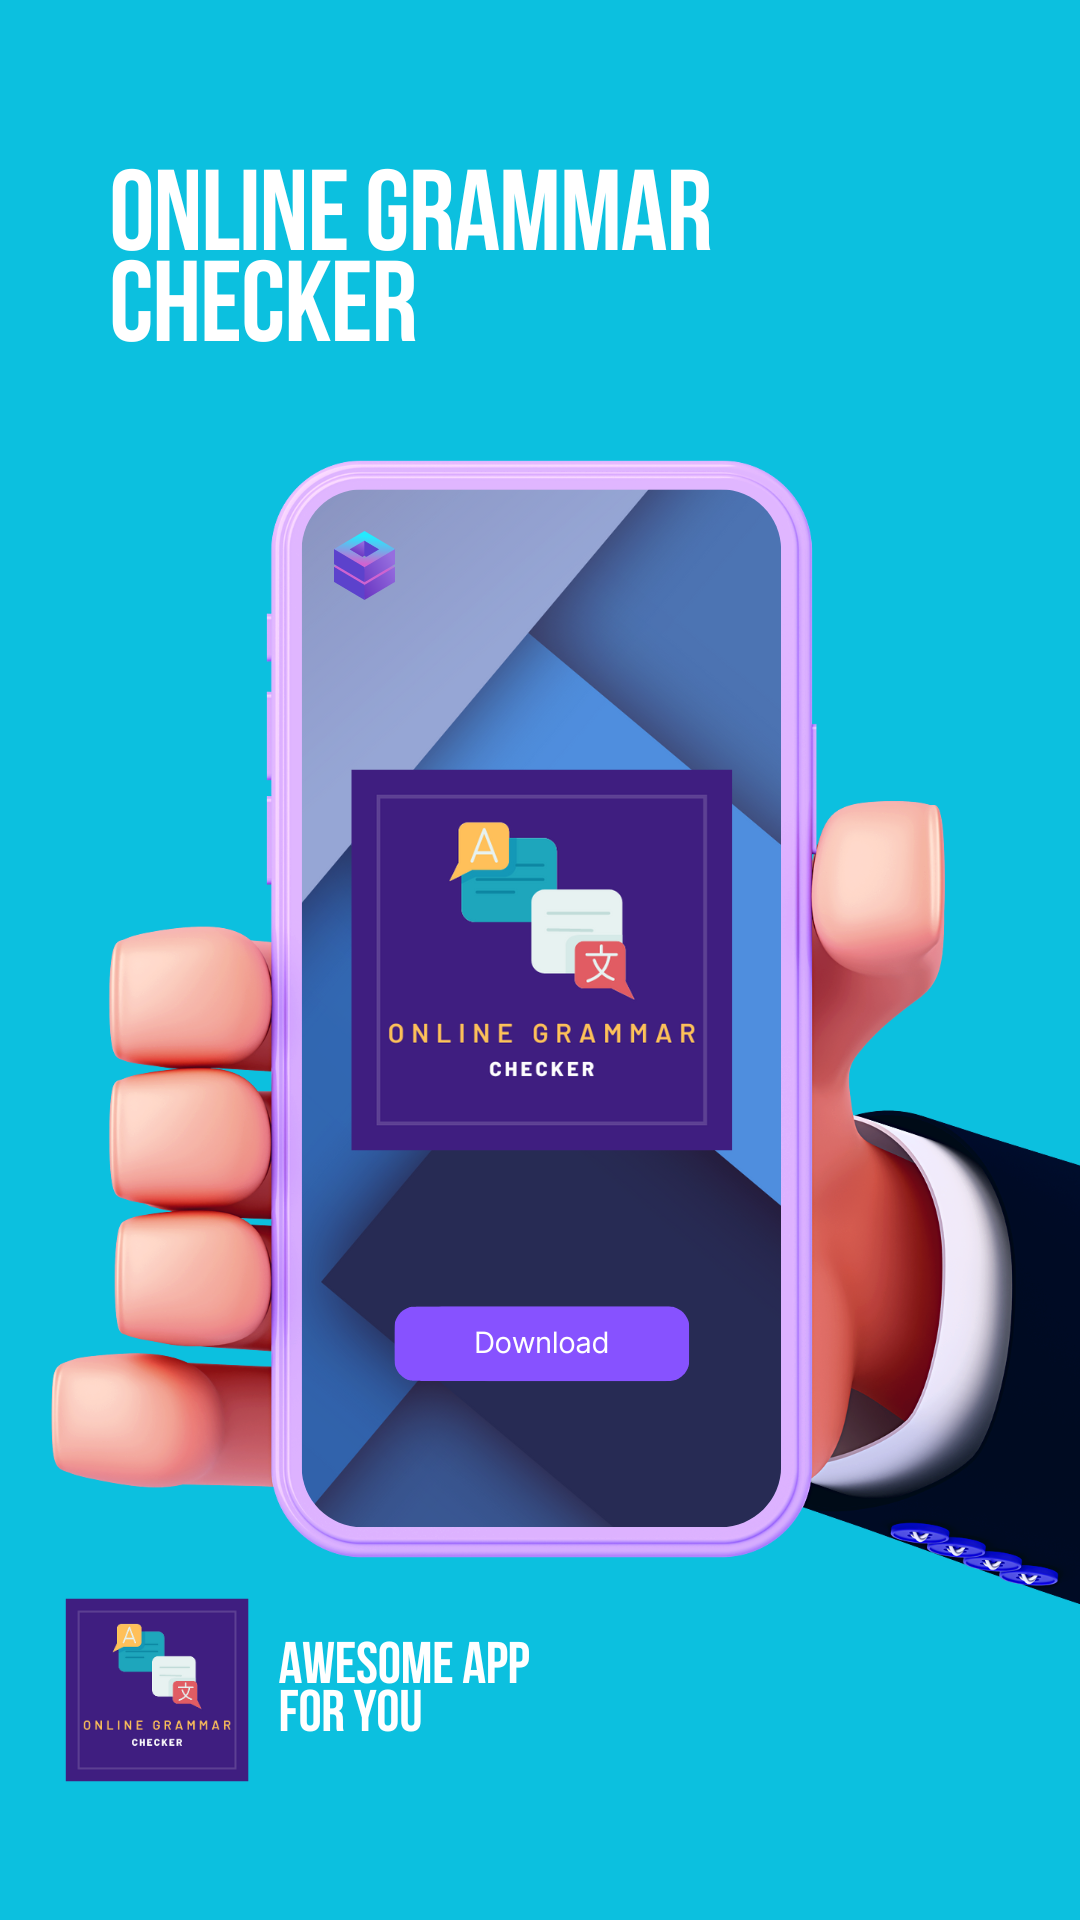 ONLINE GRAMMAR
CHECKER
A
文
ONLINE GRAMMAR
CHECKER
Download
A
文
ONLINE GRAMMAR
CHECKER
AWESOME APP
FOR YOU